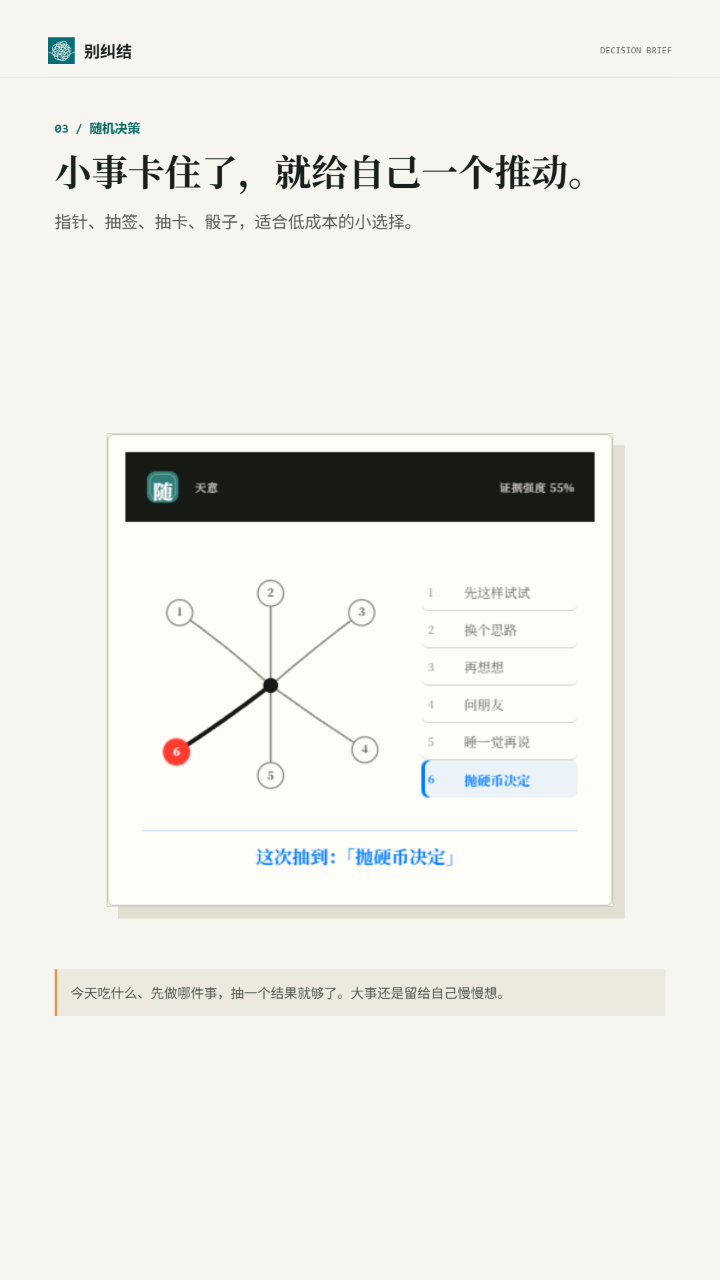 别纠结
DECISION BRIEF
03 / 随机决策
小事卡住了，就给自己一个推动。
指针、抽签、抽卡、骰子，适合低成本的小选择。
随 天意 证据强度 55%
1
2
3
4
5
6
1 先这样试试
2 换个思路
3 再想想
4 问朋友
5 睡一觉再说
6 抛硬币决定
这次抽到：「抛硬币决定」
今天吃什么、先做哪件事，抽一个结果就够了。大事还是留给自己慢慢想。